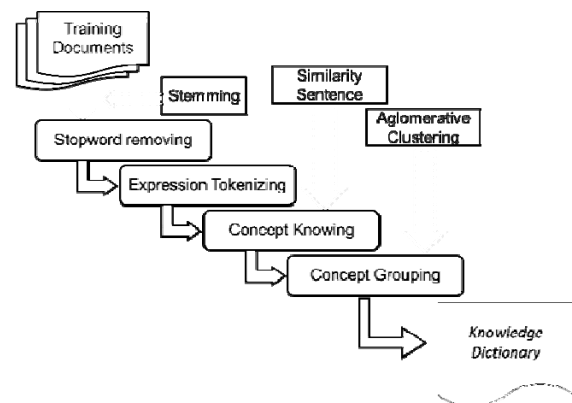 Training
Documents
Stemming
Similarity
Sentence
Aglomerative
Clustering
Stopword removing
Expression Tokenizing
Concept Knowing
Concept Grouping
Knowledge
Dictionary